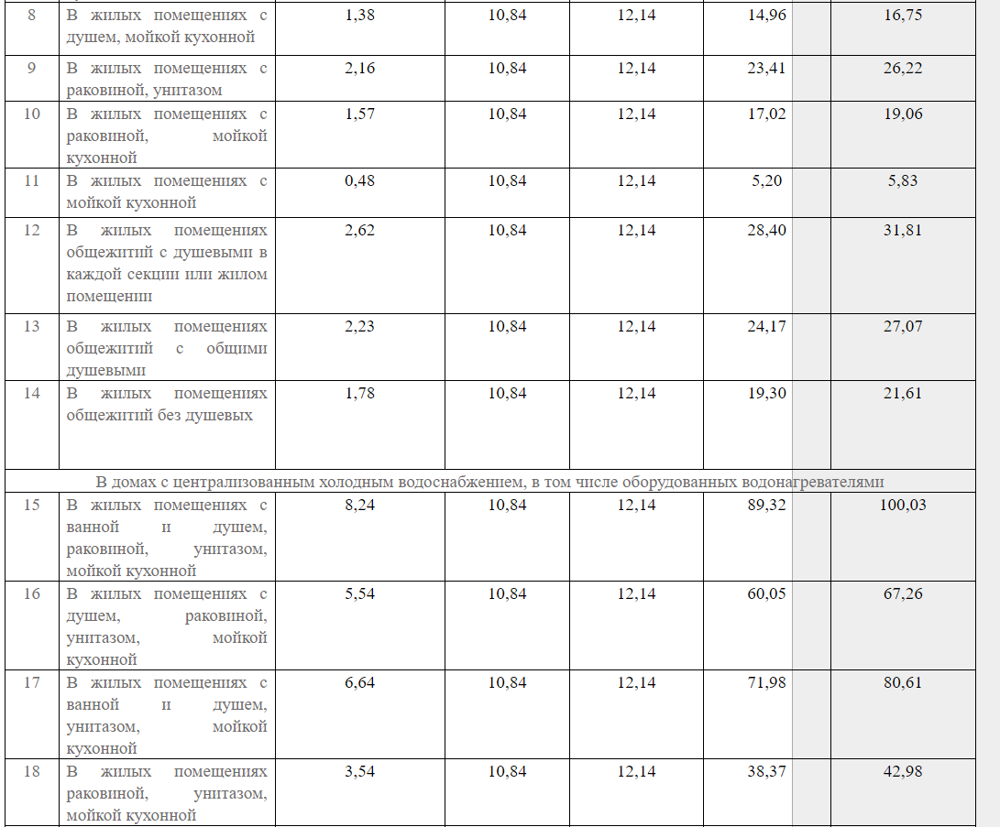 8 В жилых помещениях с 1,38 10,84 12,14 14,96 16,75
душем, мойкой кухонной
9 В жилых помещениях с 2,16 10,84 12,14 23,41 26,22
раковиной, унитазом
10 В жилых помещениях с 1,57 10,84 12,14 17,02 19,06
раковиной, мойкой
кухонной
11 В жилых помещениях с 0,48 10,84 12,14 5,20 5,83
мойкой кухонной
12 В жилых помещениях 2,62 10,84 12,14 28,40 31,81
общежитий с душевыми в
каждой секции или жилом
помещении
13 В жилых помещениях 2,23 10,84 12,14 24,17 27,07
общежитий с общими
душевыми
14 В жилых помещениях 1,78 10,84 12,14 19,30 21,61
общежитий без душевых
В домах с централизованным холодным водоснабжением, в том числе оборудованных водонагревателями
15 В жилых помещениях с 8,24 10,84 12,14 89,32 100,03
ванной и душем,
раковиной, унитазом,
мойкой кухонной
16 В жилых помещениях с 5,54 10,84 12,14 60,05 67,26
душем, раковиной,
унитазом, мойкой
кухонной
17 В жилых помещениях с 6,64 10,84 12,14 71,98 80,61
ванной и душем,
унитазом, мойкой
кухонной
18 В жилых помещениях 3,54 10,84 12,14 38,37 42,98
раковиной, унитазом,
мойкой кухонной